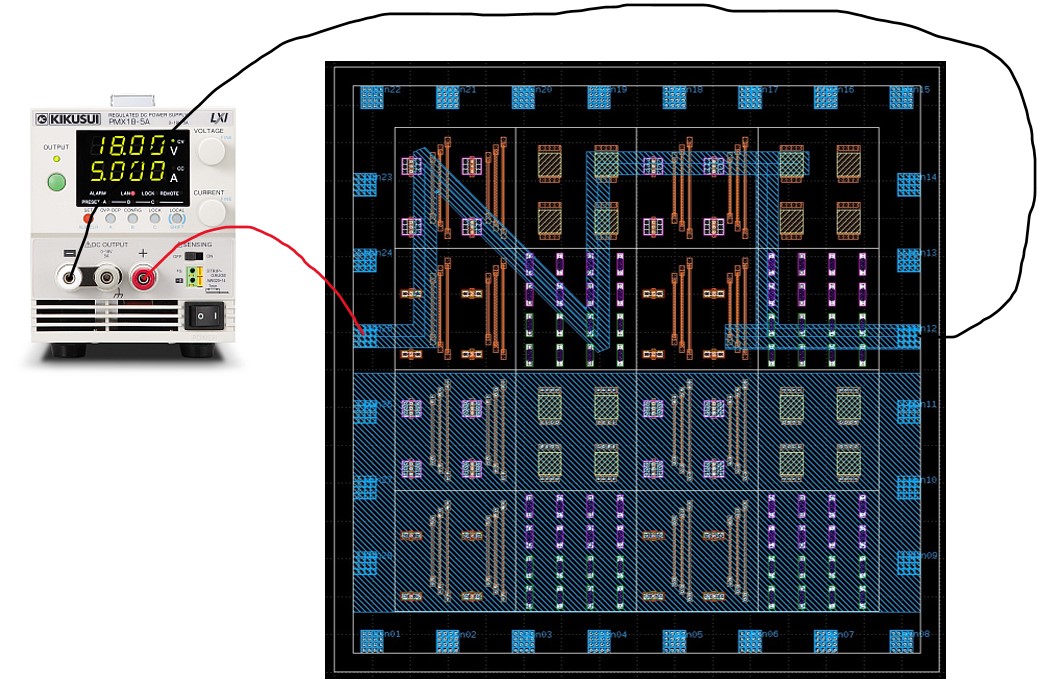 KIKUSUI
REGULATED DC POWER SUPPLY
PMX18-5A
LXI
VOLTAGE
OUTPUT
18.00 V
5.000 A
CV
CC
ALARM LAN LOCK REMOTE
PRESET A B C
CURRENT
SET OVP·OCP CONFIG LOCK LOCAL
SHIFT
DC OUTPUT
SENSING
OFF ON
+
n22 n21 n20 n19 n18 n17 n16 n15
n23 n14
n24 n13
n12
n26 n11
n27 n10
n09
n01 n02 n03 n04 n05 n06 n07 n08